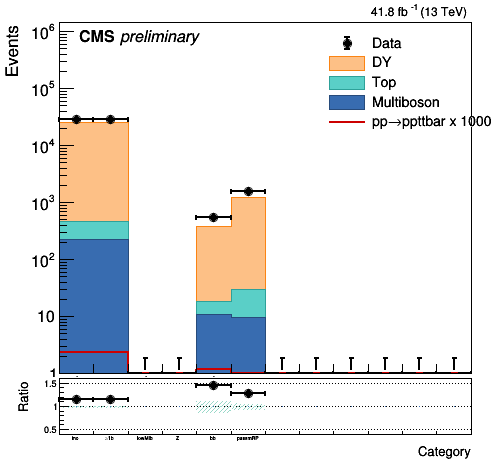 41.8 fb⁻¹ (13 TeV)
Events
CMS preliminary
Data
DY
Top
Multiboson
pp→ppttbar x 1000
10⁶
10⁵
10⁴
10³
10²
10
1
Ratio
1.5
1
0.5
inc ≥1b lowMlb Z bb passmRP
Category